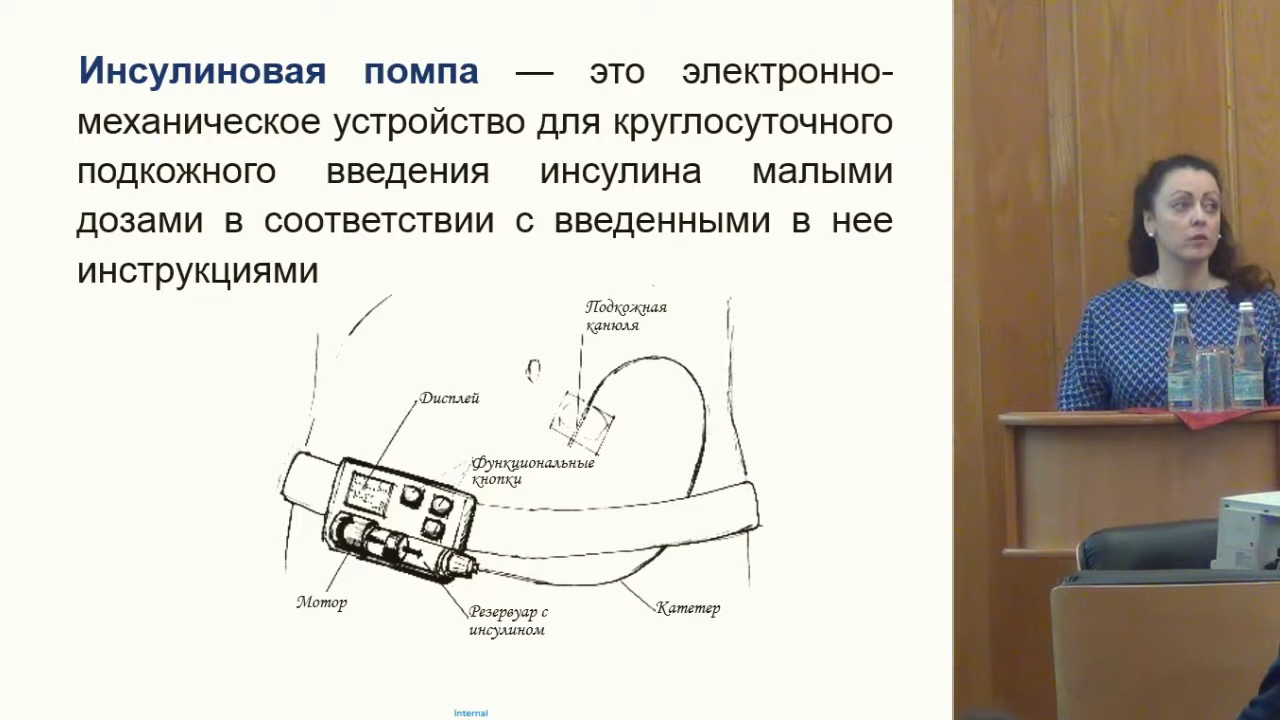 Инсулиновая помпа — это электронно-
механическое устройство для круглосуточного
подкожного введения инсулина малыми
дозами в соответствии с введенными в нее
инструкциями
Подкожная
канюля
Дисплей
Функциональные
кнопки
Мотор
Резервуар с
инсулином
Катетер
Internal